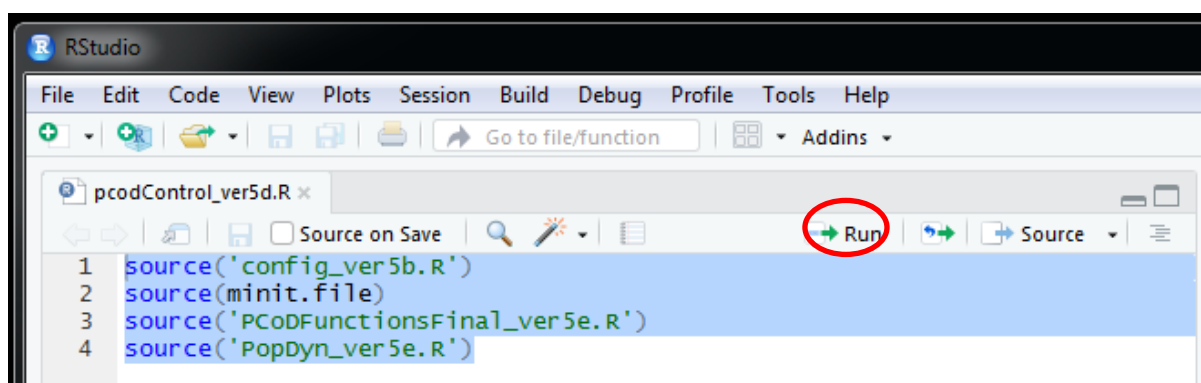 RStudio
File Edit Code View Plots Session Build Debug Profile Tools Help
Go to file/function Addins
pcodControl_ver5d.R
Source on Save Run Source
1 source('config_ver5b.R')
2 source(minit.file)
3 source('PCoDFunctionsFinal_ver5e.R')
4 source('PopDyn_ver5e.R')